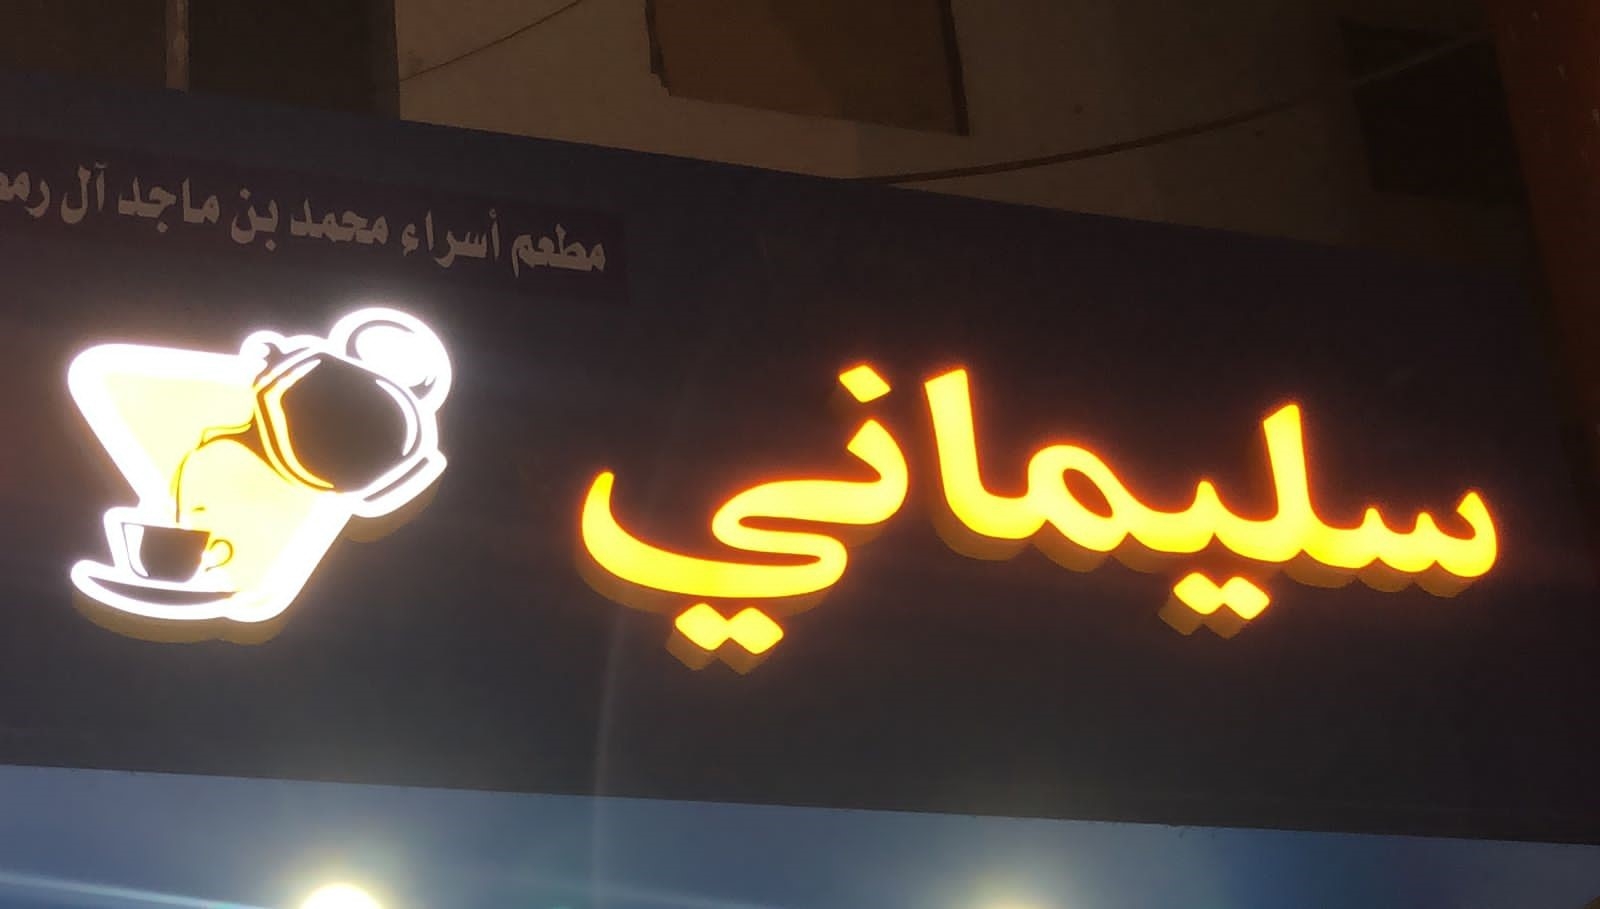 مطعم أسراء محمد بن ماجد آل
سليماني